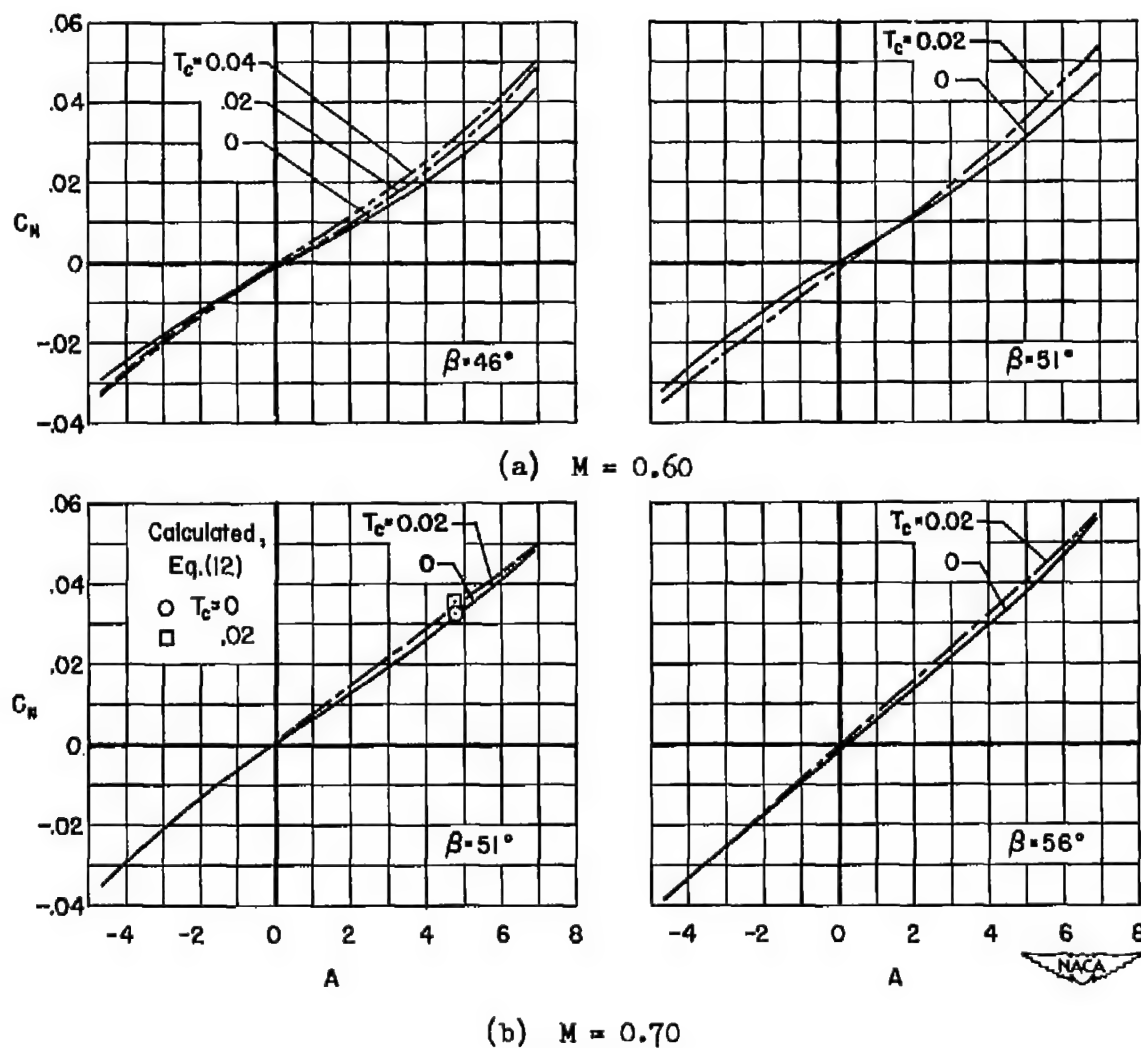 .06
.04
.02
C_N
0
-.02
-.04
T_c=0.04
.02
0
β=46°
T_c=0.02
0
β=51°
(a) M = 0.60
.06
.04
.02
C_N
0
-.02
-.04
Calculated,
Eq.(12)
○ T_c=0
□ .02
T_c=0.02
0
β=51°
-4 -2 0 2 4 6 8
A
T_c=0.02
0
β=56°
-4 -2 0 2 4 6 8
A
NACA
(b) M = 0.70